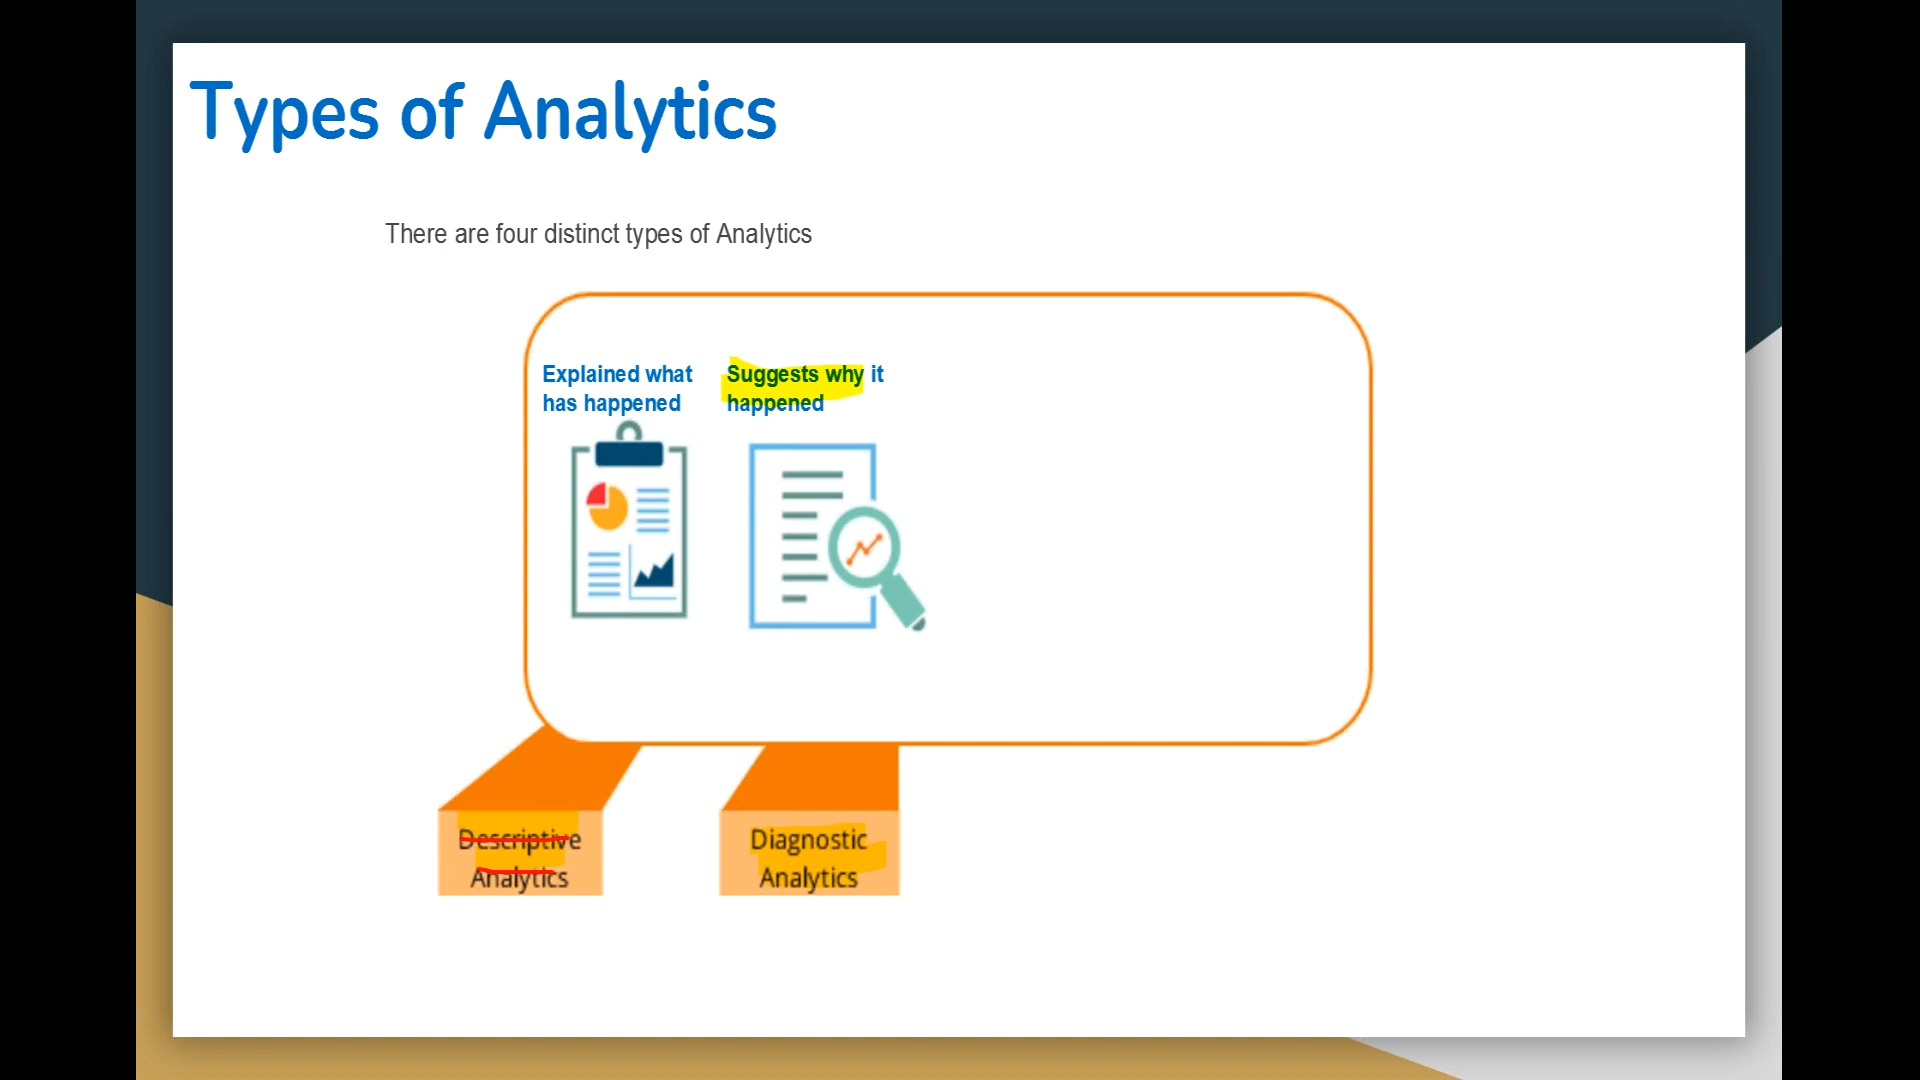 Types of Analytics
There are four distinct types of Analytics
Explained what
has happened
Suggests why it
happened
Descriptive
Analytics
Diagnostic
Analytics